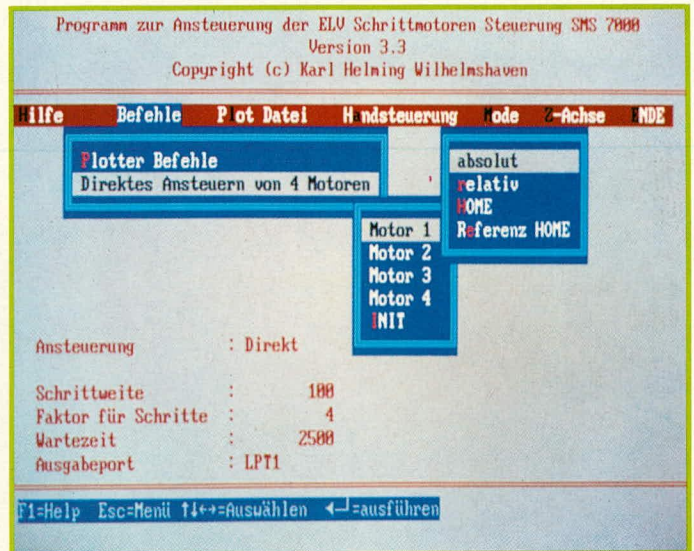 Programm zur Ansteuerung der ELV Schrittmotoren Steuerung SMS 7000
Version 3.3
Copyright (c) Karl Helming Wilhelmshaven
Hilfe Befehle Plot Datei Handsteuerung Mode Z-Achse ENDE
Plotter Befehle
Direktes Ansteuern von 4 Motoren
absolut
relativ
HOME
Referenz HOME
Motor 1
Motor 2
Motor 3
Motor 4
INIT
Ansteuerung : Direkt
Schrittweite : 100
Faktor für Schritte : 4
Wartezeit : 2500
Ausgabeport : LPT1
F1=Help Esc=Menü ↑↓←→=Auswählen ◄┘=ausführen